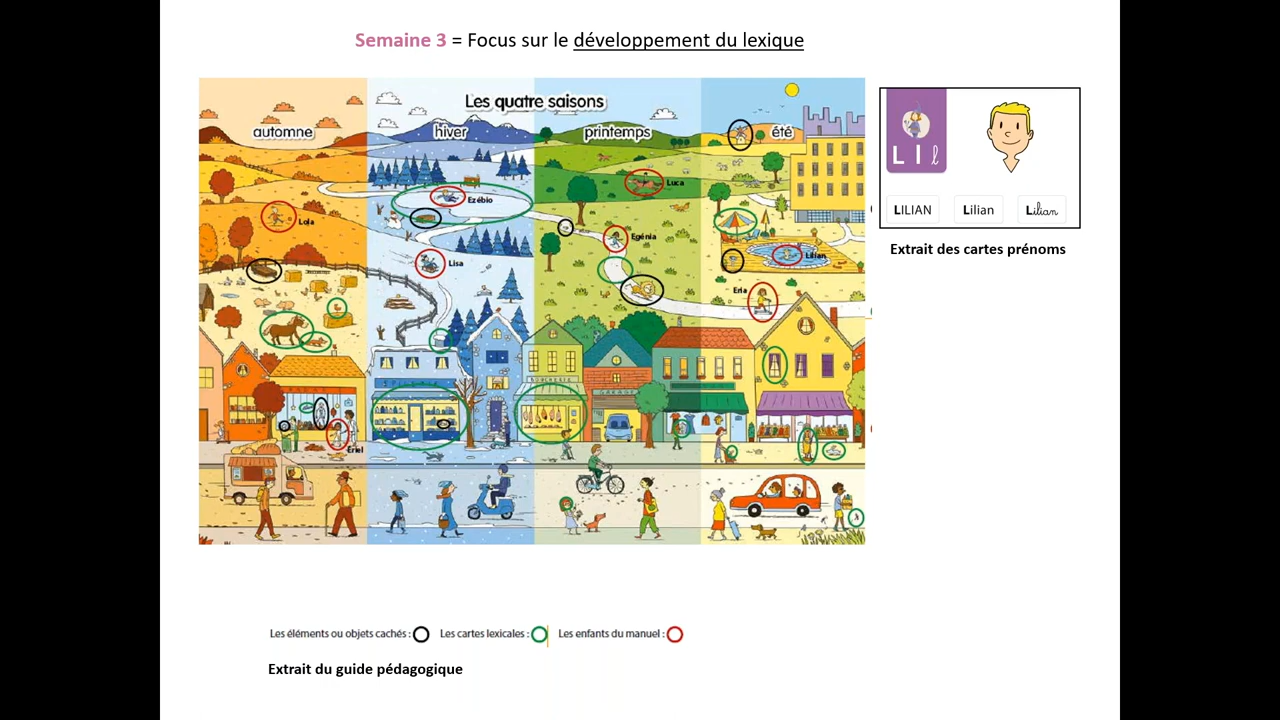 Semaine 3 = Focus sur le développement du lexique
Les quatre saisons
automne
hiver
printemps
été
Luca
Ezébio
Lola
Egénia
Lisa
Lilian
Eria
Eriel
L I l
LILIAN
Lilian
Lilian
Extrait des cartes prénoms
Les éléments ou objets cachés :
Les cartes lexicales :
Les enfants du manuel :
Extrait du guide pédagogique